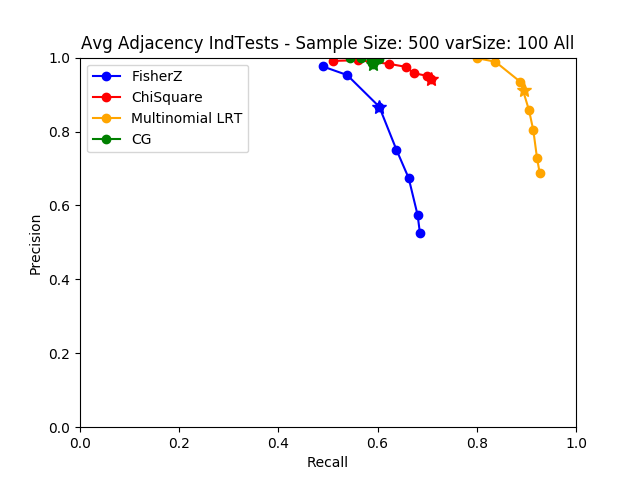 Avg Adjacency IndTests - Sample Size: 500 varSize: 100 All
FisherZ
ChiSquare
Multinomial LRT
CG
Precision
1.0
0.8
0.6
0.4
0.2
0.0
0.0 0.2 0.4 0.6 0.8 1.0
Recall